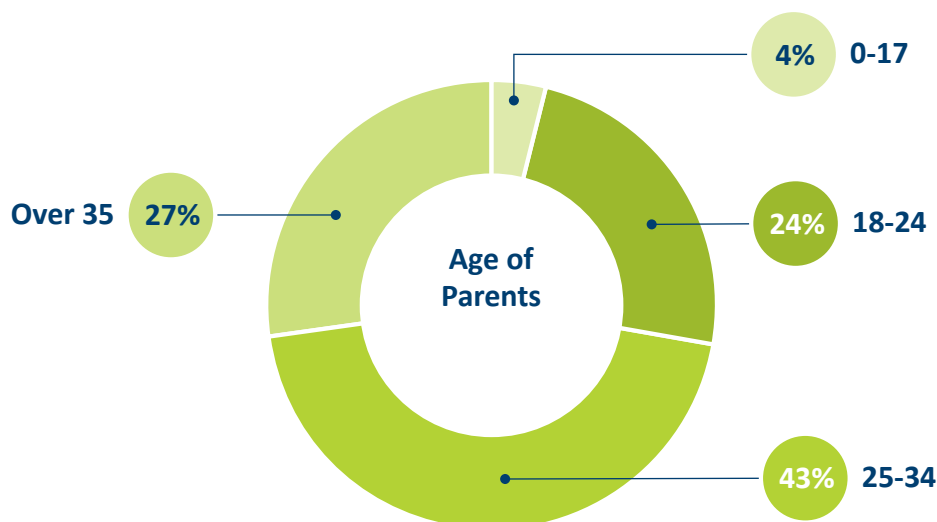 4% 0-17
Over 35 27%
24% 18-24
Age of
Parents
43% 25-34